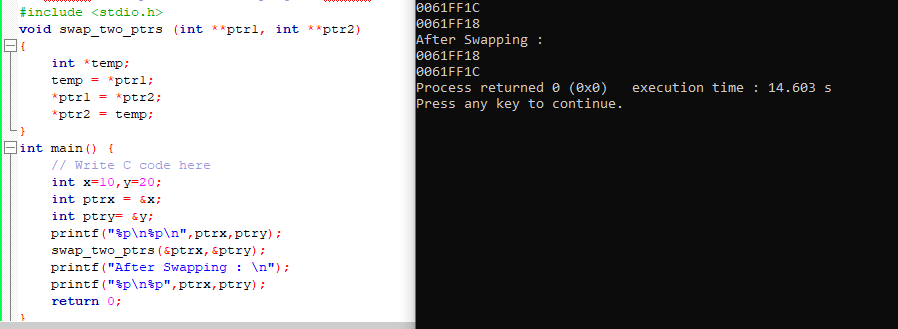 #include <stdio.h>
void swap_two_ptrs (int **ptr1, int **ptr2)
{
int *temp;
temp = *ptr1;
*ptr1 = *ptr2;
*ptr2 = temp;
}
int main() {
// Write C code here
int x=10,y=20;
int ptrx = &x;
int ptry= &y;
printf("%p\n%p\n",ptrx,ptry);
swap_two_ptrs(&ptrx,&ptry);
printf("After Swapping : \n");
printf("%p\n%p",ptrx,ptry);
return 0;
}
0061FF1C
0061FF18
After Swapping :
0061FF18
0061FF1C
Process returned 0 (0x0)   execution time : 14.603 s
Press any key to continue.